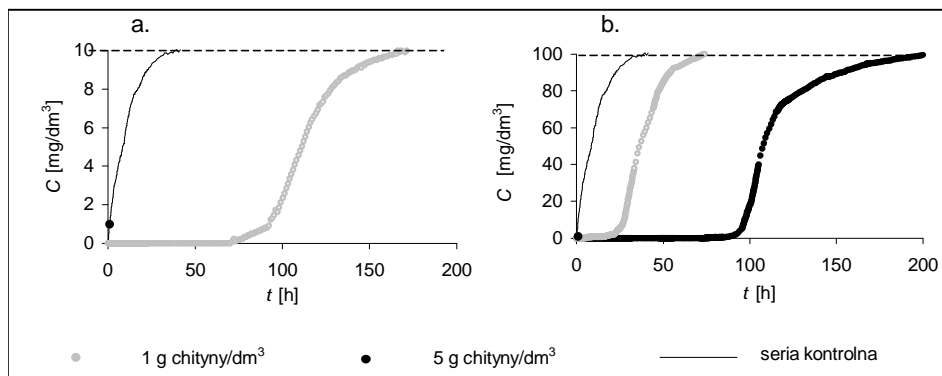 a.
10
8
6
4
2
0
C [mg/dm³]
0 50 100 150 200
t [h]
b.
100
80
60
40
20
0
C [mg/dm³]
0 50 100 150 200
t [h]
1 g chityny/dm³ 5 g chityny/dm³ seria kontrolna